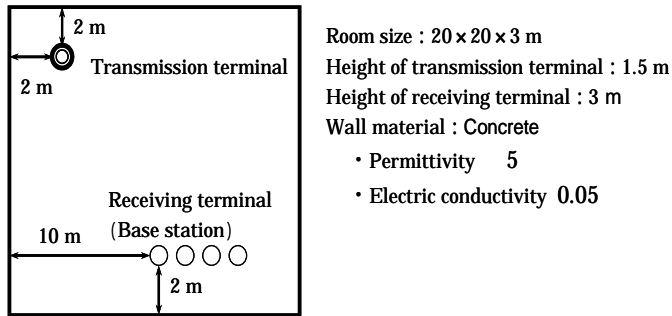 2 m
Transmission terminal
2 m
Receiving terminal
(Base station)
10 m
2 m
Room size : 20 × 20 × 3 m
Height of transmission terminal : 1.5 m
Height of receiving terminal : 3 m
Wall material : Concrete
・Permittivity 5
・Electric conductivity 0.05